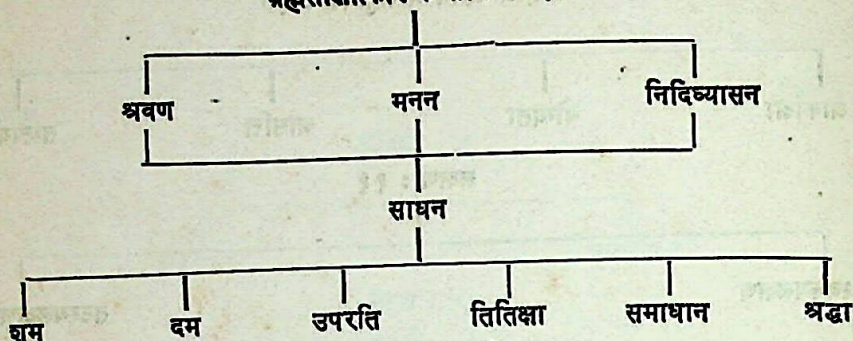 श्रवण मनन निदिध्यासन
साधन
शम दम उपरति तितिक्षा समाधान श्रद्धा